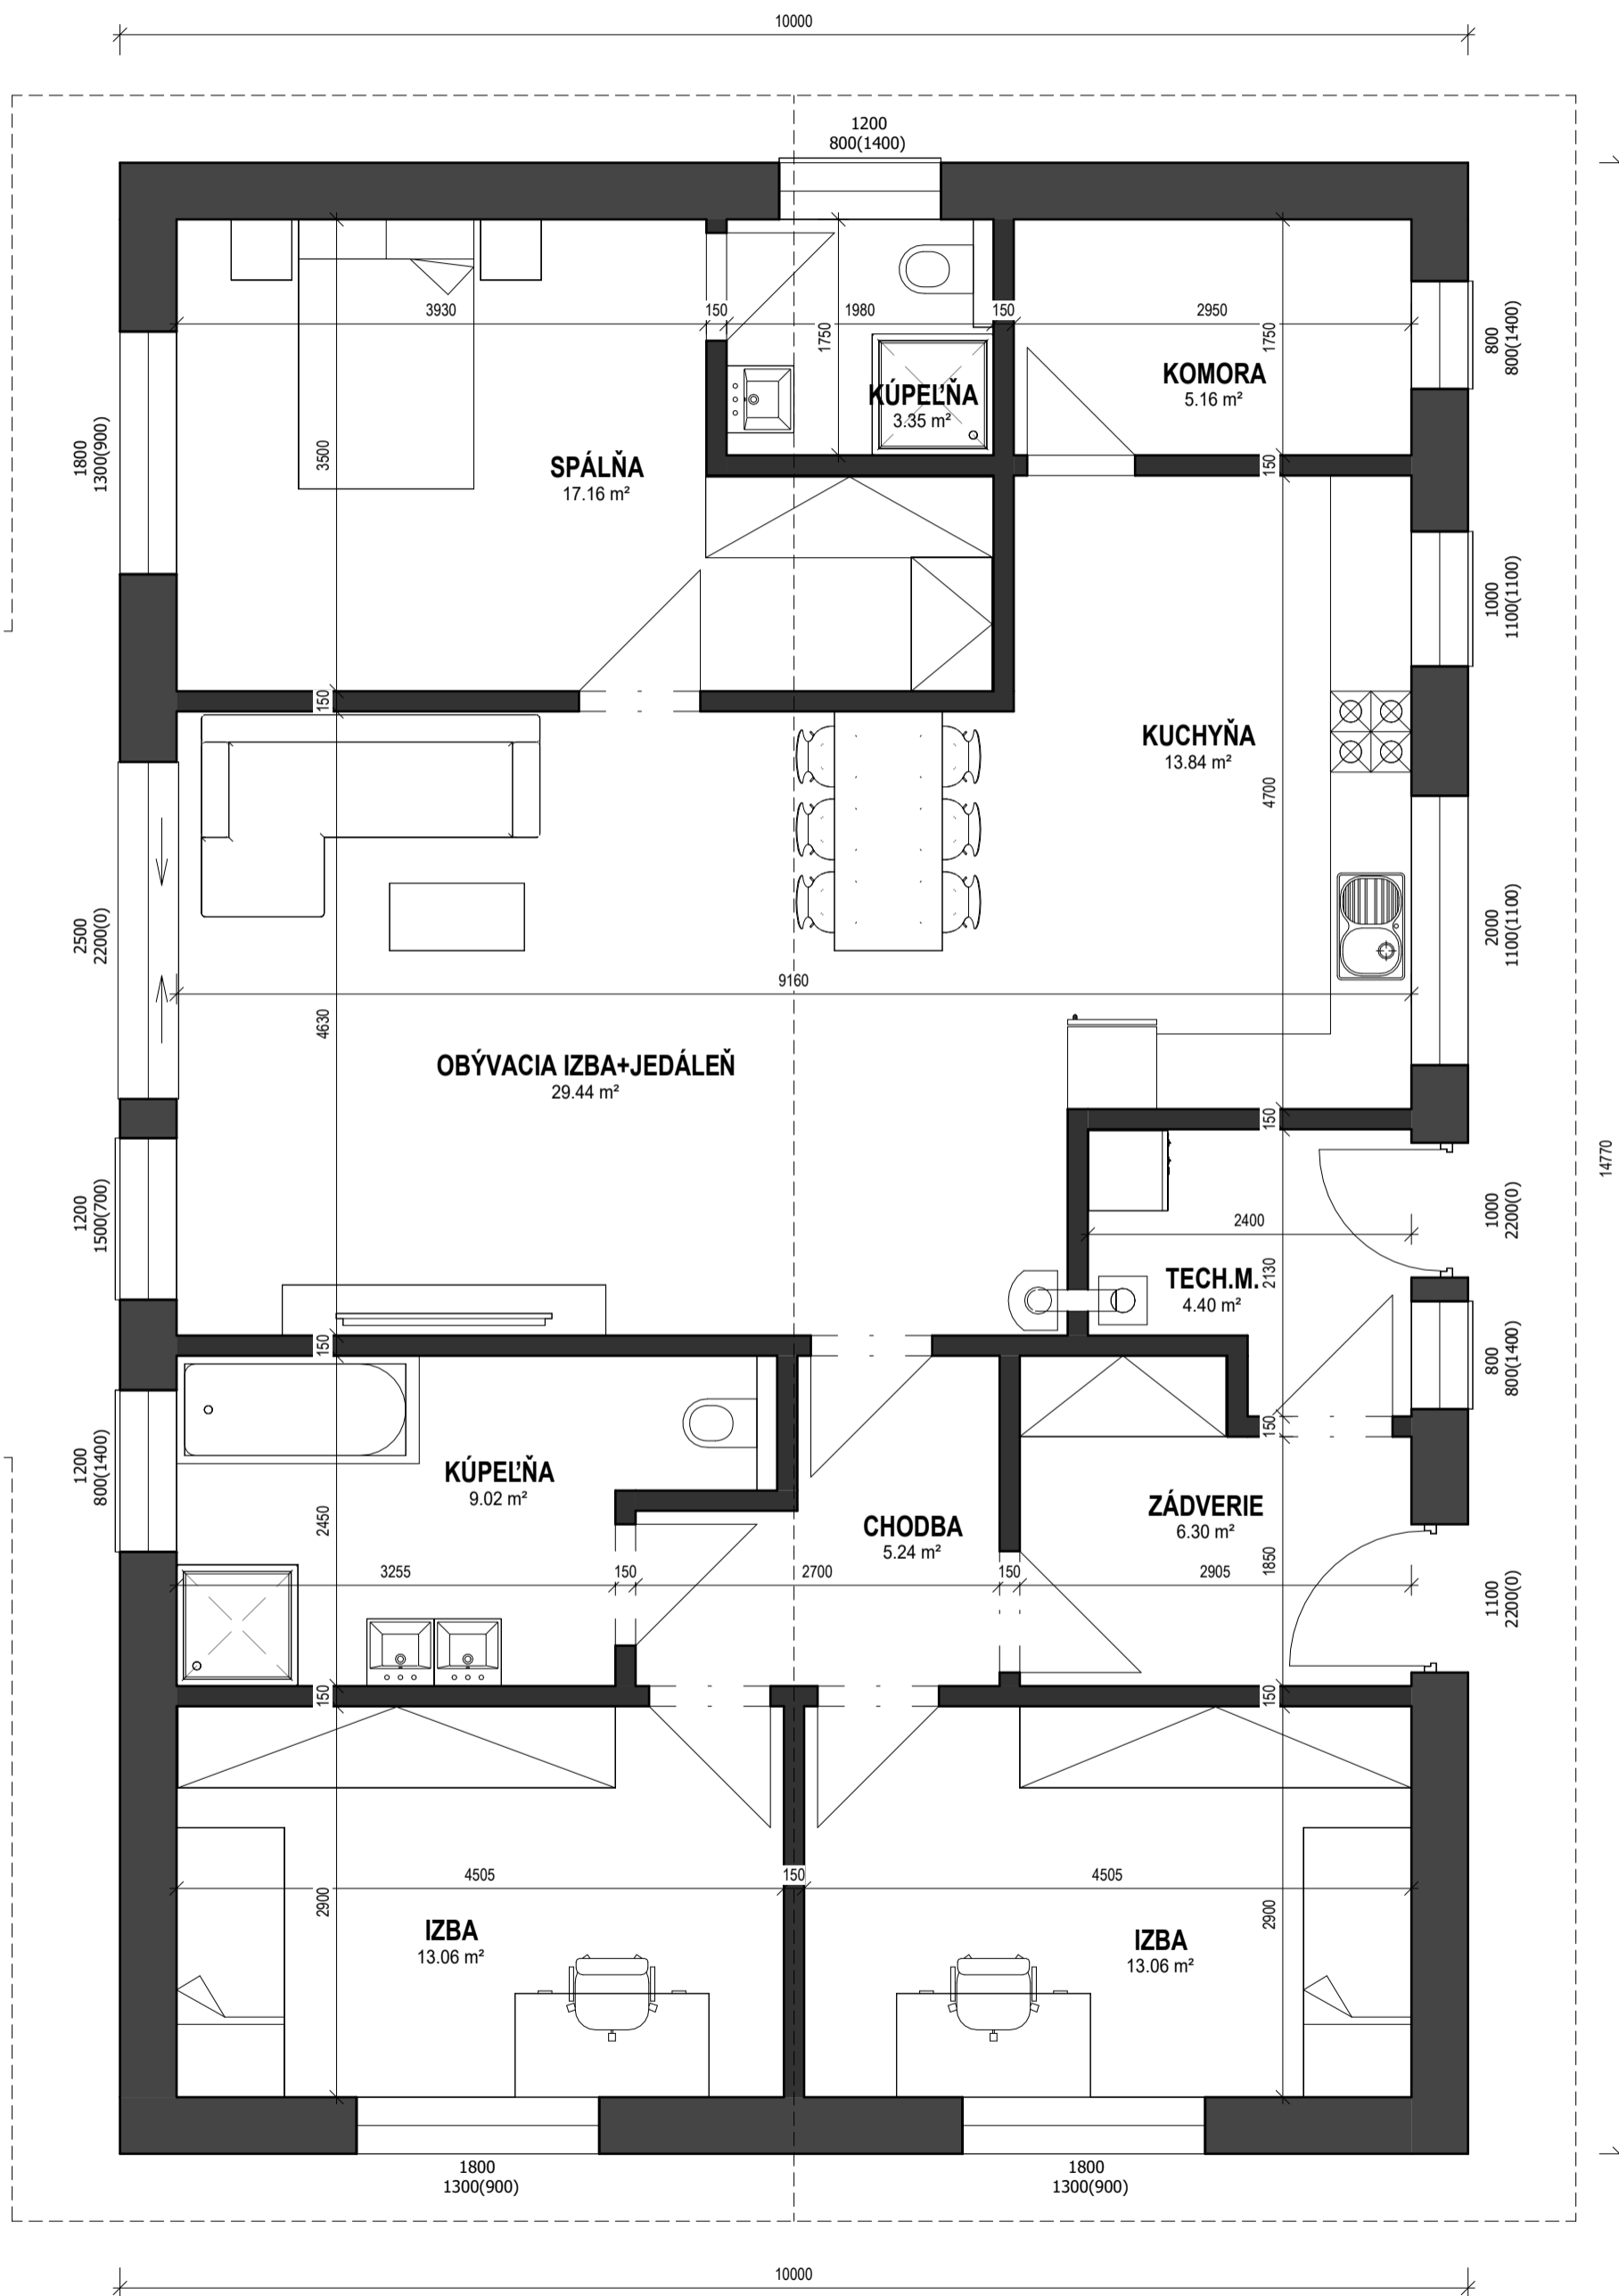 10000
1200
800(1400)
3930
150
1980
150
2950
1750
1750
800
800(1400)
KOMORA
5.16 m²
KÚPEĽŇA
3.35 m²
1800
1300(900)
3500
SPÁLŇA
17.16 m²
150
1000
1100(1100)
150
KUCHYŇA
13.84 m²
4700
2500
2200(0)
2000
1100(1100)
9160
4630
OBÝVACIA IZBA+JEDÁLEŇ
29.44 m²
150
14770
1200
1500(700)
2400
1000
2200(0)
TECH.M.
4.40 m²
2130
150
800
800(1400)
150
1200
800(1400)
KÚPEĽŇA
9.02 m²
2450
CHODBA
5.24 m²
ZÁDVERIE
6.30 m²
1850
3255
150
2700
150
2905
1100
2200(0)
150
150
4505
150
4505
2900
2900
IZBA
13.06 m²
IZBA
13.06 m²
1800
1300(900)
1800
1300(900)
10000